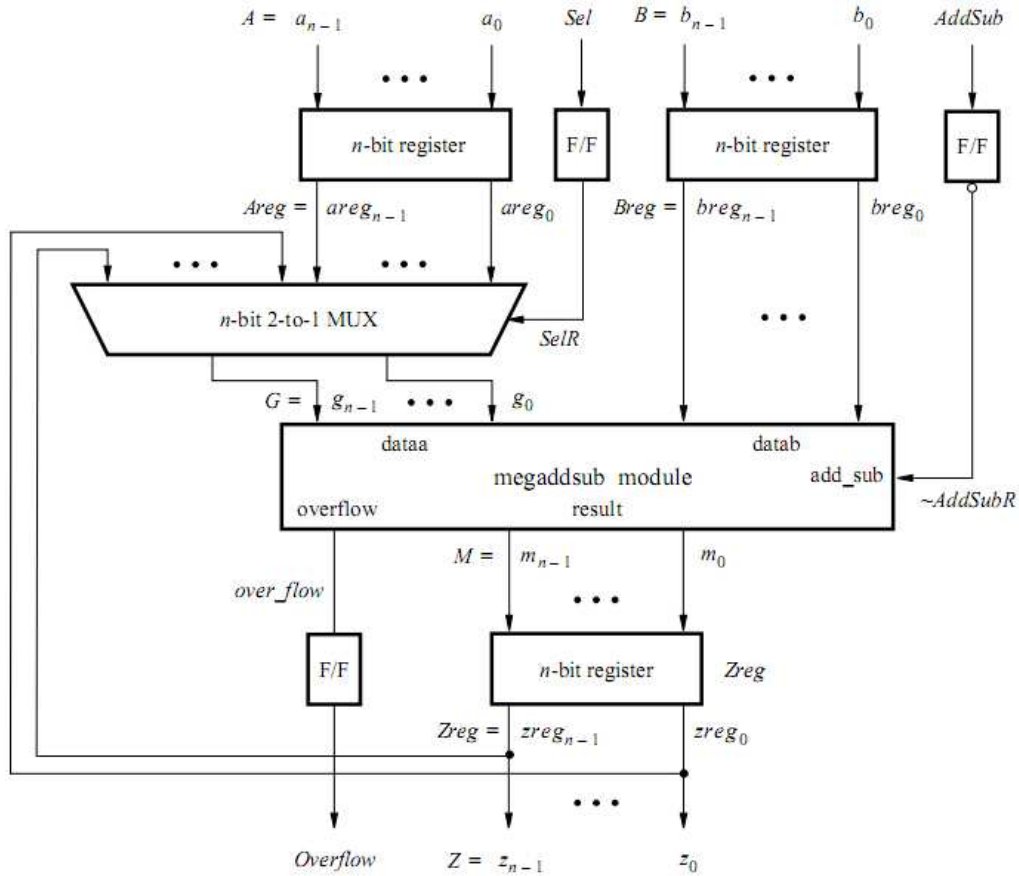 A = a_{n−1} a_0 Sel B = b_{n−1} b_0 AddSub
• • • • • •
n-bit register F/F n-bit register F/F
Areg = areg_{n−1} areg_0 Breg = breg_{n−1} breg_0
• • • • • •
n-bit 2-to-1 MUX • • •
SelR
G = g_{n−1} • • • g_0
dataa datab
megaddsub module add_sub
overflow result ~AddSubR
M = m_{n−1} m_0
over_flow • • •
F/F n-bit register Zreg
Zreg = zreg_{n−1} zreg_0
• • •
Overflow Z = z_{n−1} z_0